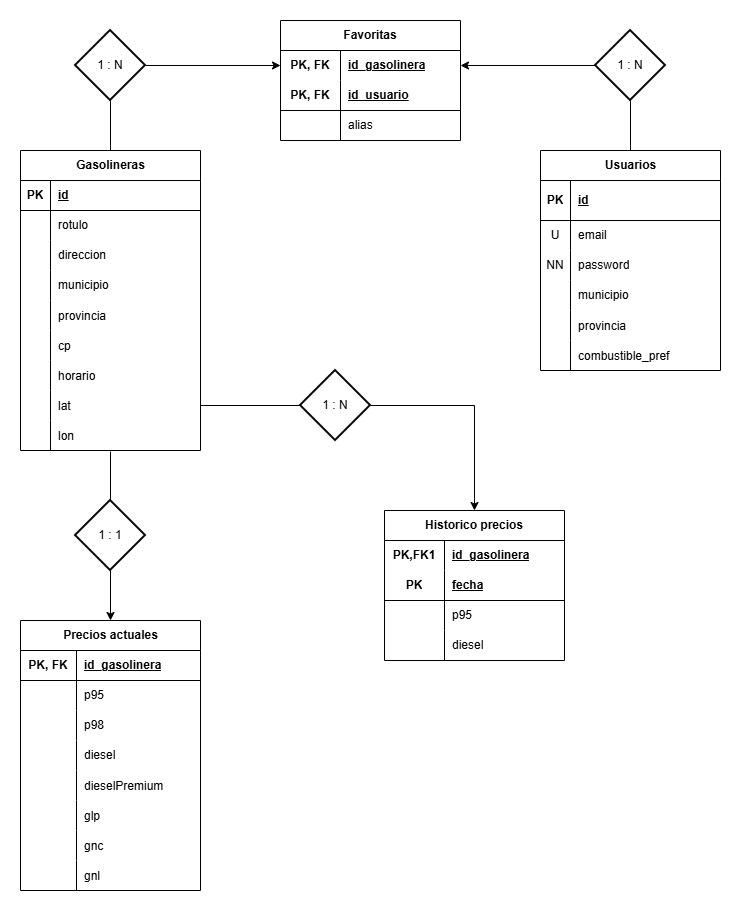 Favoritas
1 : N
PK, FK id_gasolinera
1 : N
PK, FK id_usuario
alias
Gasolineras
PK id
rotulo
direccion
municipio
provincia
cp
horario
lat
lon
Usuarios
PK id
U email
NN password
municipio
provincia
combustible_pref
1 : N
1 : 1
Historico precios
PK,FK1 id_gasolinera
PK fecha
p95
diesel
Precios actuales
PK, FK id_gasolinera
p95
p98
diesel
dieselPremium
glp
gnc
gnl